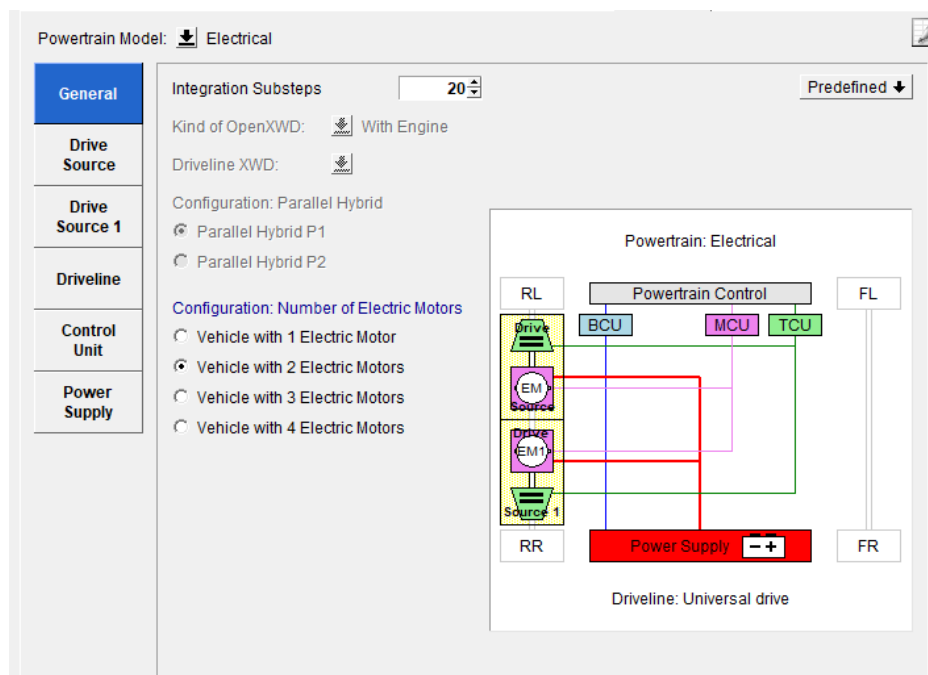 Powertrain Model: Electrical
General
Drive
Source
Drive
Source 1
Driveline
Control
Unit
Power
Supply
Integration Substeps 20
Predefined
Kind of OpenXWD: With Engine
Driveline XWD:
Configuration: Parallel Hybrid
Parallel Hybrid P1
Parallel Hybrid P2
Configuration: Number of Electric Motors
Vehicle with 1 Electric Motor
Vehicle with 2 Electric Motors
Vehicle with 3 Electric Motors
Vehicle with 4 Electric Motors
Powertrain: Electrical
RL Powertrain Control FL
BCU MCU TCU
Drive
EM
Source
Drive
EM1
Source 1
RR Power Supply FR
Driveline: Universal drive